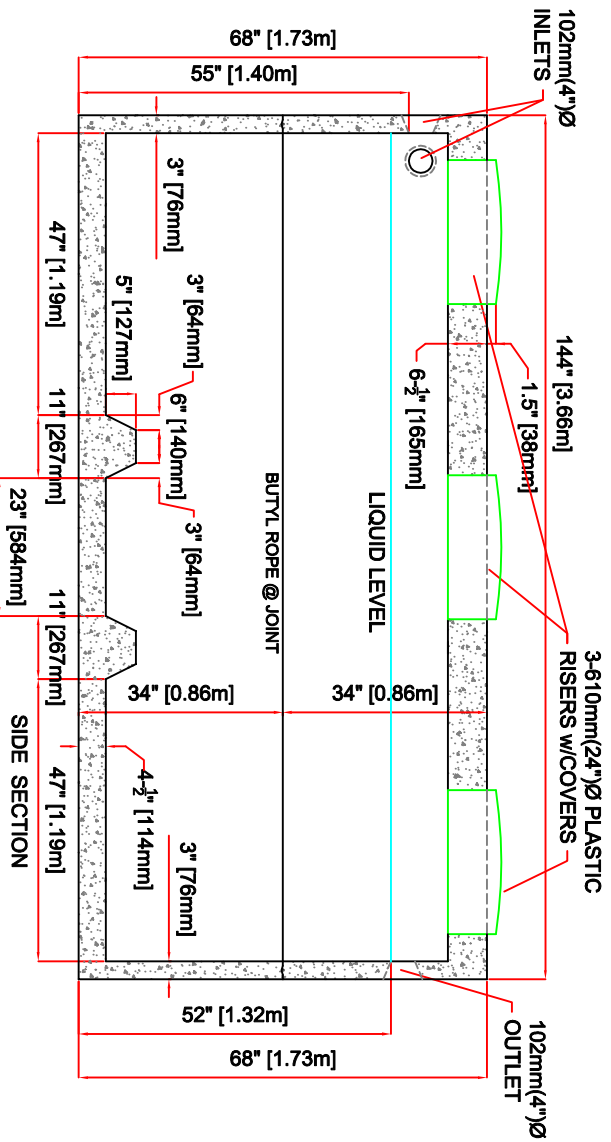 102mm(4")Ø
INLETS
68" [1.73m]
55" [1.40m]
144" [3.66m]
3-610mm(24")Ø PLASTIC
RISERS w/COVERS
102mm(4")Ø
OUTLET
1.5" [38mm]
6-1/2" [165mm]
LIQUID LEVEL
BUTYL ROPE @ JOINT
34" [0.86m]
34" [0.86m]
3" [76mm]
3" [64mm]
6" [140mm]
3" [64mm]
5" [127mm]
4-1/2" [114mm]
3" [76mm]
47" [1.19m]
11" [267mm]
23" [584mm]
11" [267mm]
47" [1.19m]
52" [1.32m]
68" [1.73m]
SIDE SECTION